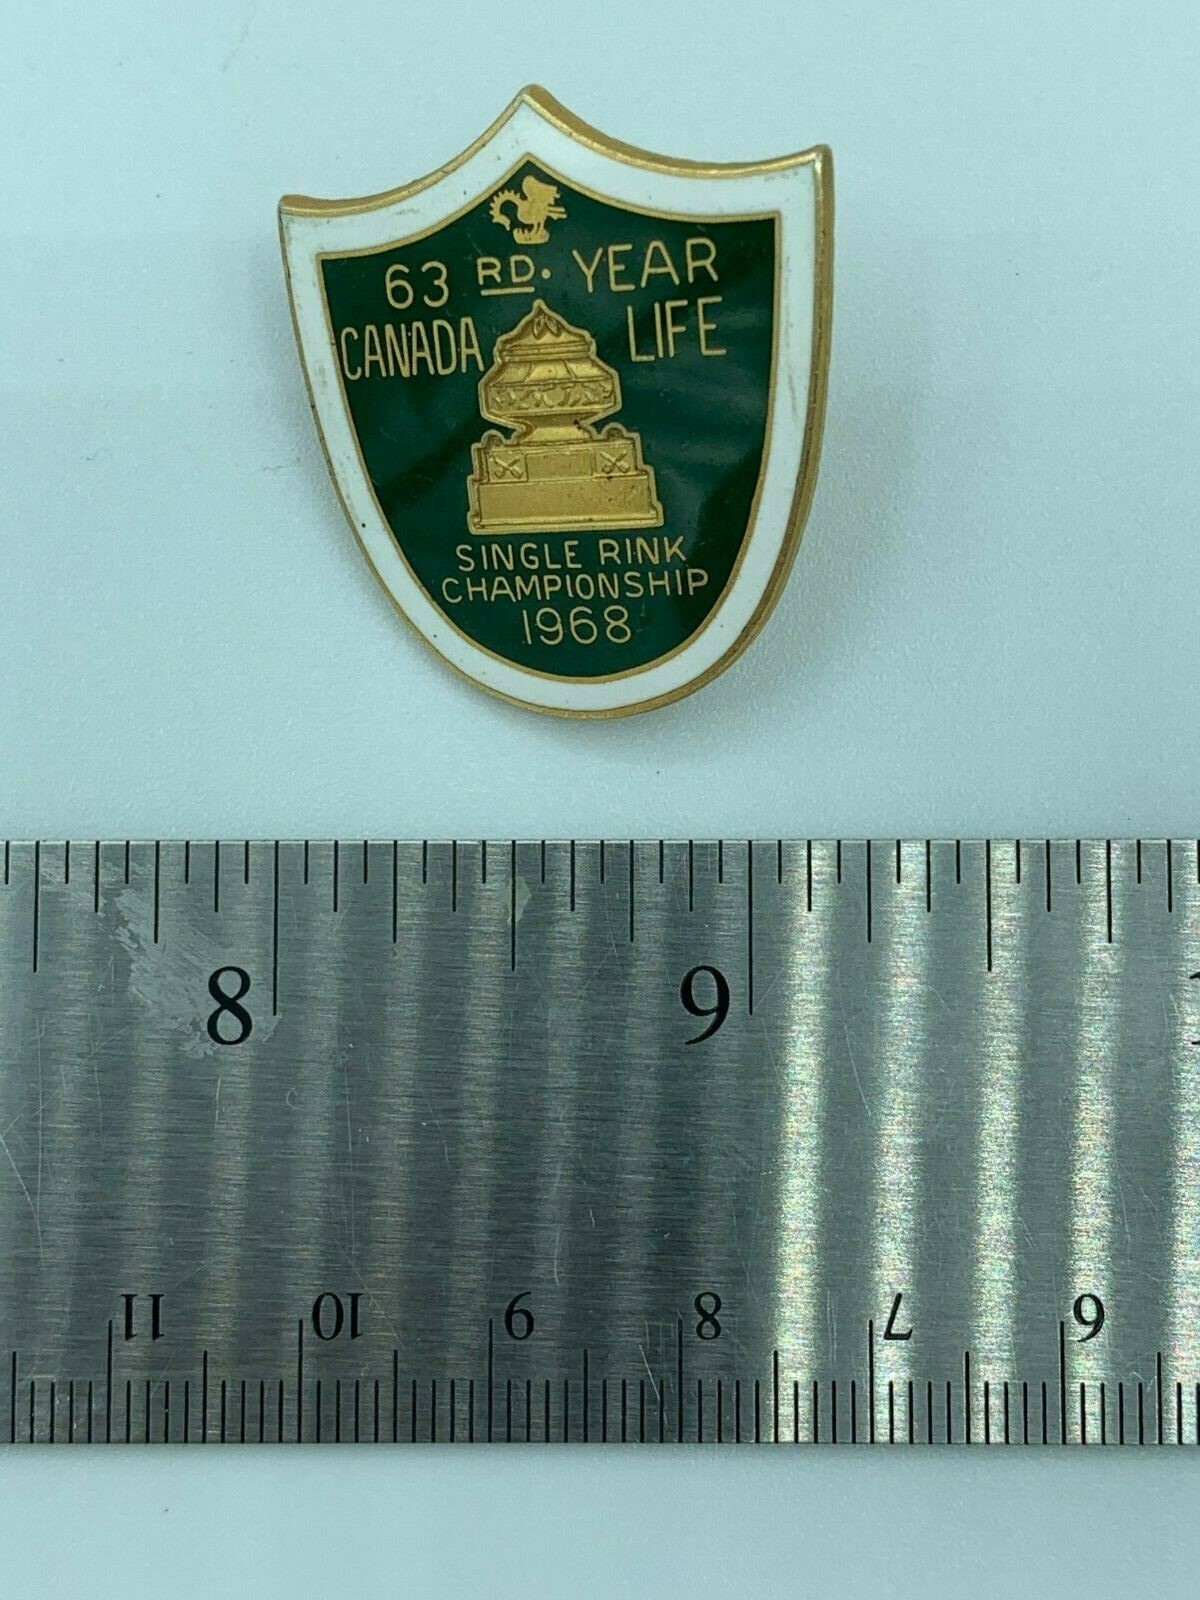 63 RD. YEAR
CANADA LIFE
SINGLE RINK
CHAMPIONSHIP
1968
8 9
11 10 9 8 7 6